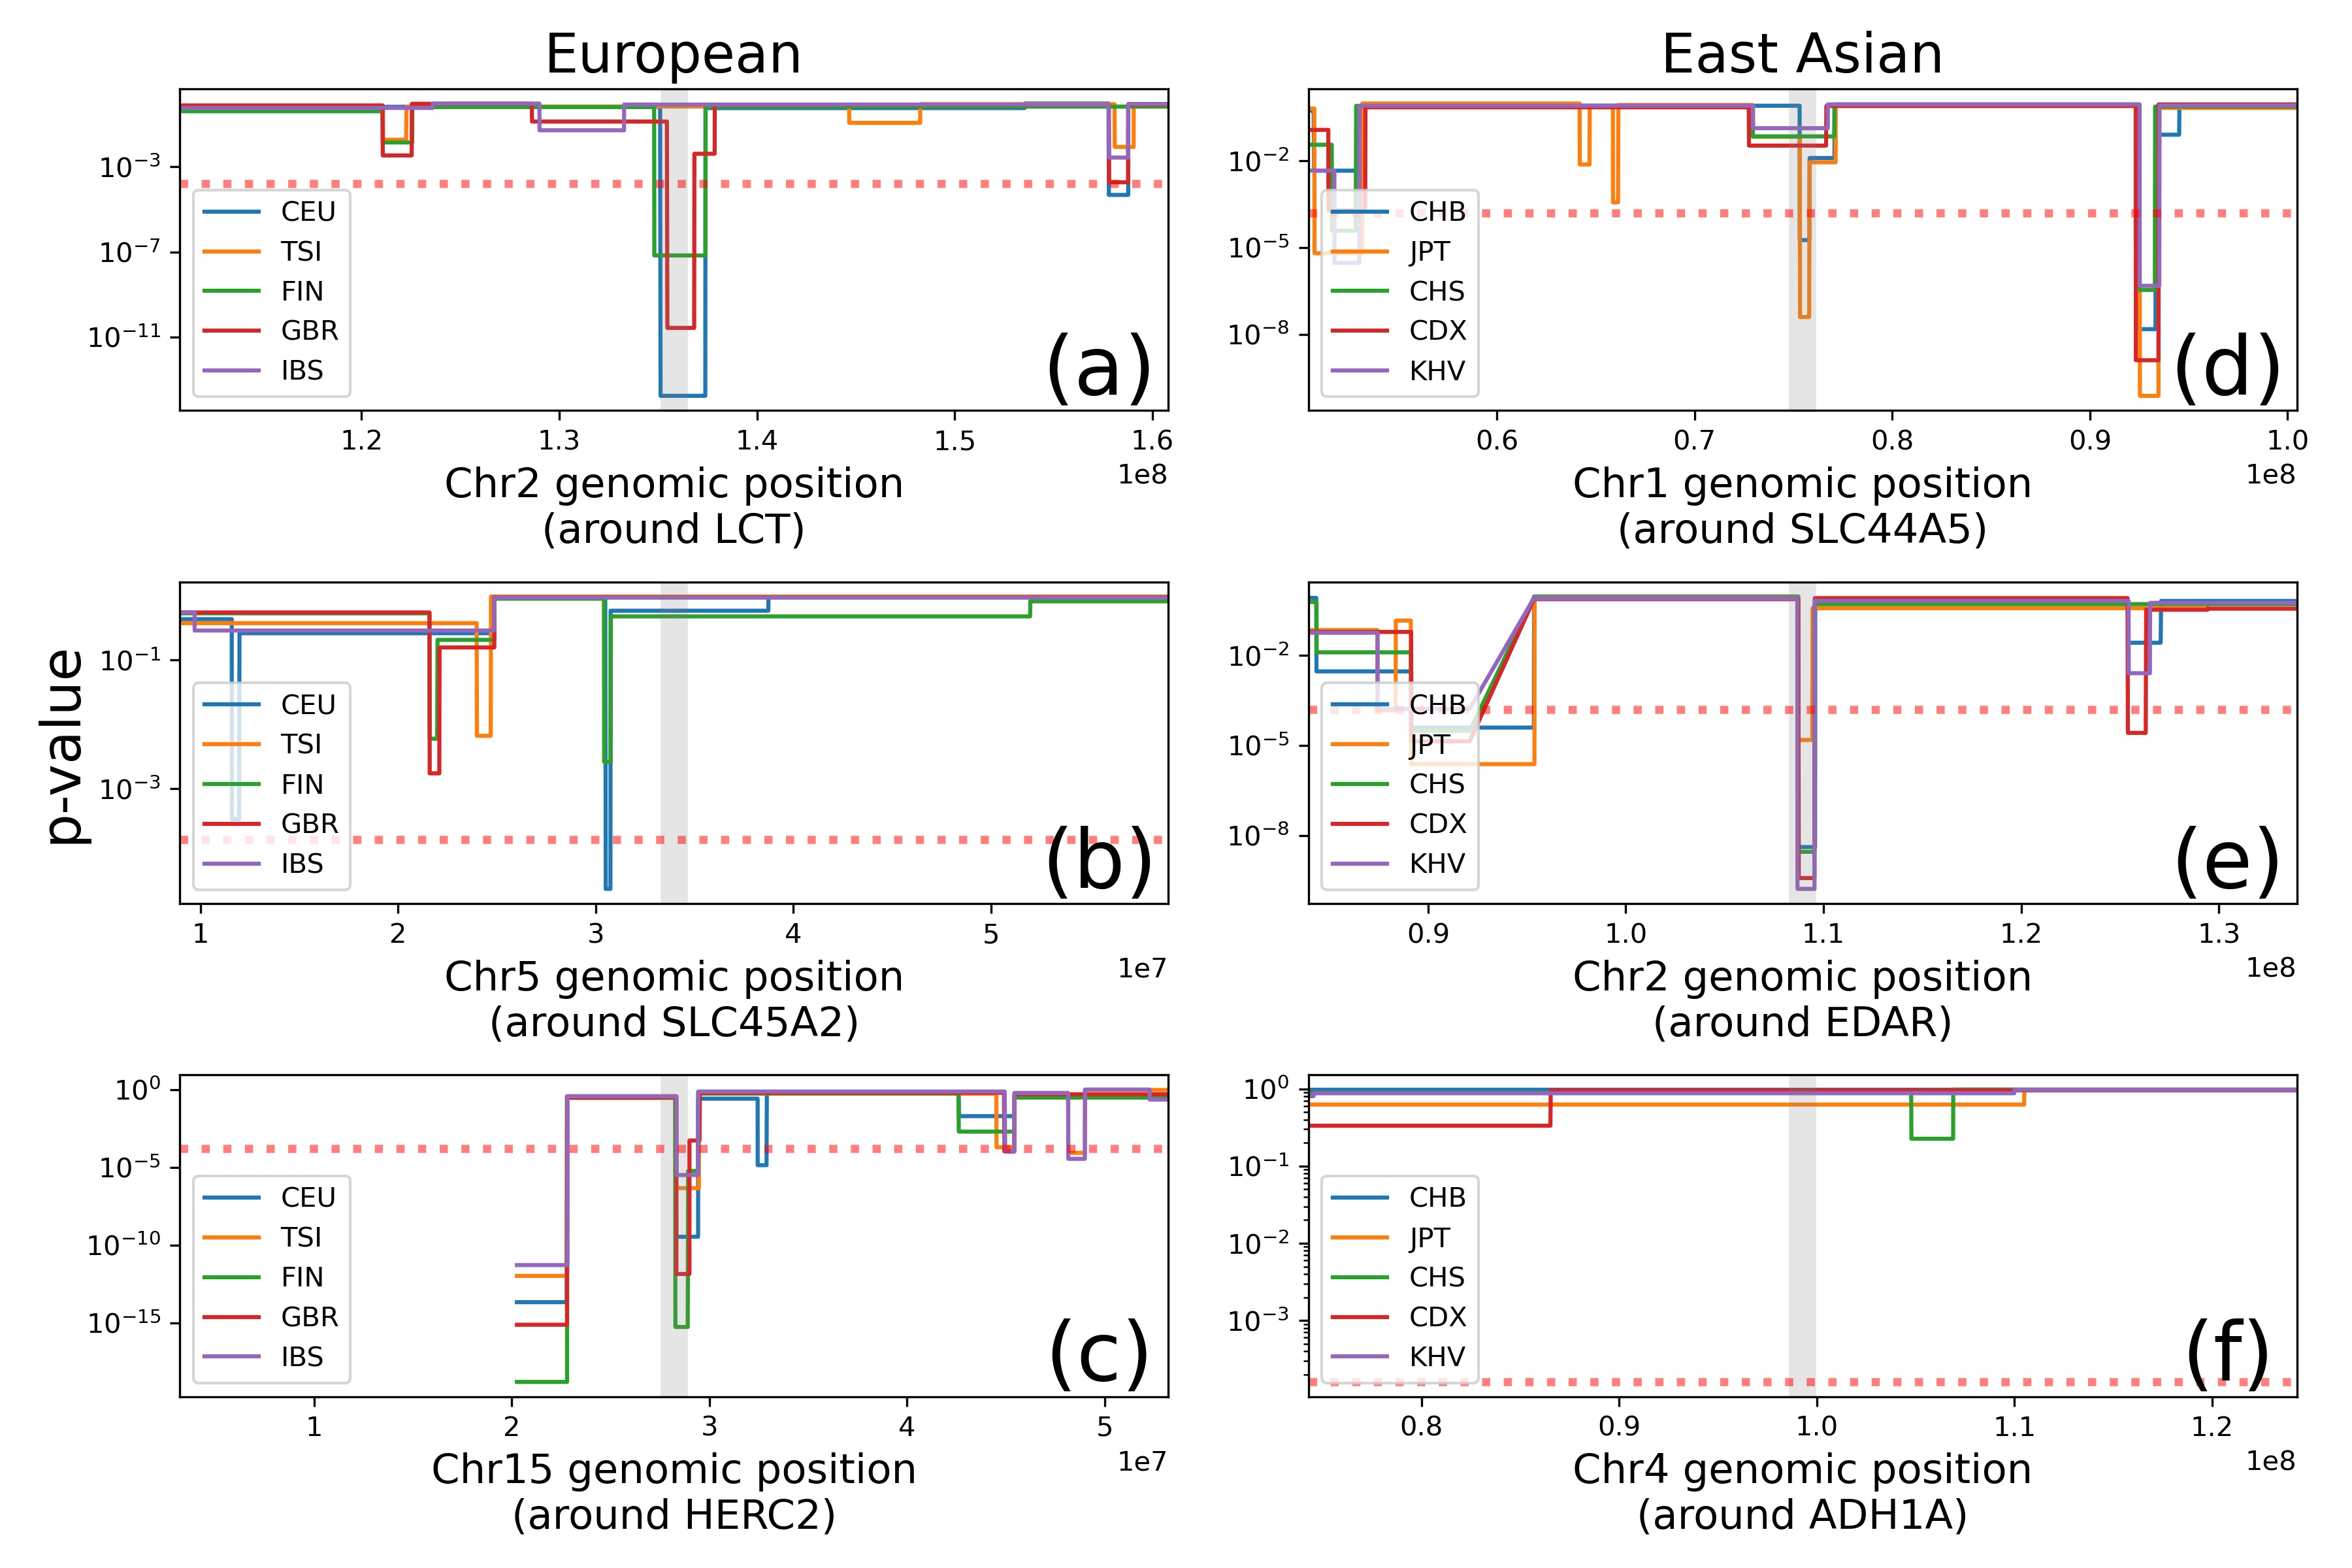 European
10⁻³
10⁻⁷
10⁻¹¹
CEU
TSI
FIN
GBR
IBS
(a)
1.2 1.3 1.4 1.5 1.6
1e8
Chr2 genomic position
(around LCT)
East Asian
10⁻²
10⁻⁵
10⁻⁸
CHB
JPT
CHS
CDX
KHV
(d)
0.6 0.7 0.8 0.9 1.0
1e8
Chr1 genomic position
(around SLC44A5)
p-value
10⁻¹
10⁻³
CEU
TSI
FIN
GBR
IBS
(b)
1 2 3 4 5
1e7
Chr5 genomic position
(around SLC45A2)
10⁻²
10⁻⁵
10⁻⁸
CHB
JPT
CHS
CDX
KHV
(e)
0.9 1.0 1.1 1.2 1.3
1e8
Chr2 genomic position
(around EDAR)
10⁰
10⁻⁵
10⁻¹⁰
10⁻¹⁵
CEU
TSI
FIN
GBR
IBS
(c)
1 2 3 4 5
1e7
Chr15 genomic position
(around HERC2)
10⁰
10⁻¹
10⁻²
10⁻³
CHB
JPT
CHS
CDX
KHV
(f)
0.8 0.9 1.0 1.1 1.2
1e8
Chr4 genomic position
(around ADH1A)